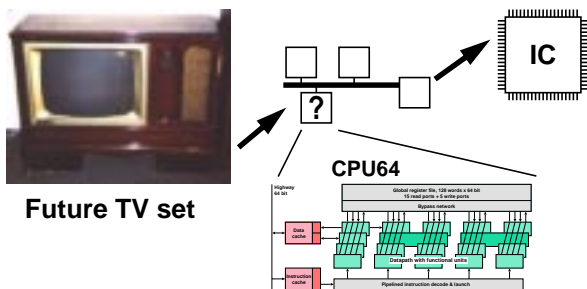 IC
?
CPU64
Future TV set
Highway
64 bit
Global register file, 128 words x 64 bit
15 read ports + 5 write ports
Bypass network
Data
cache
Datapath with functional units
Instruction
cache
Pipelined instruction decode & launch